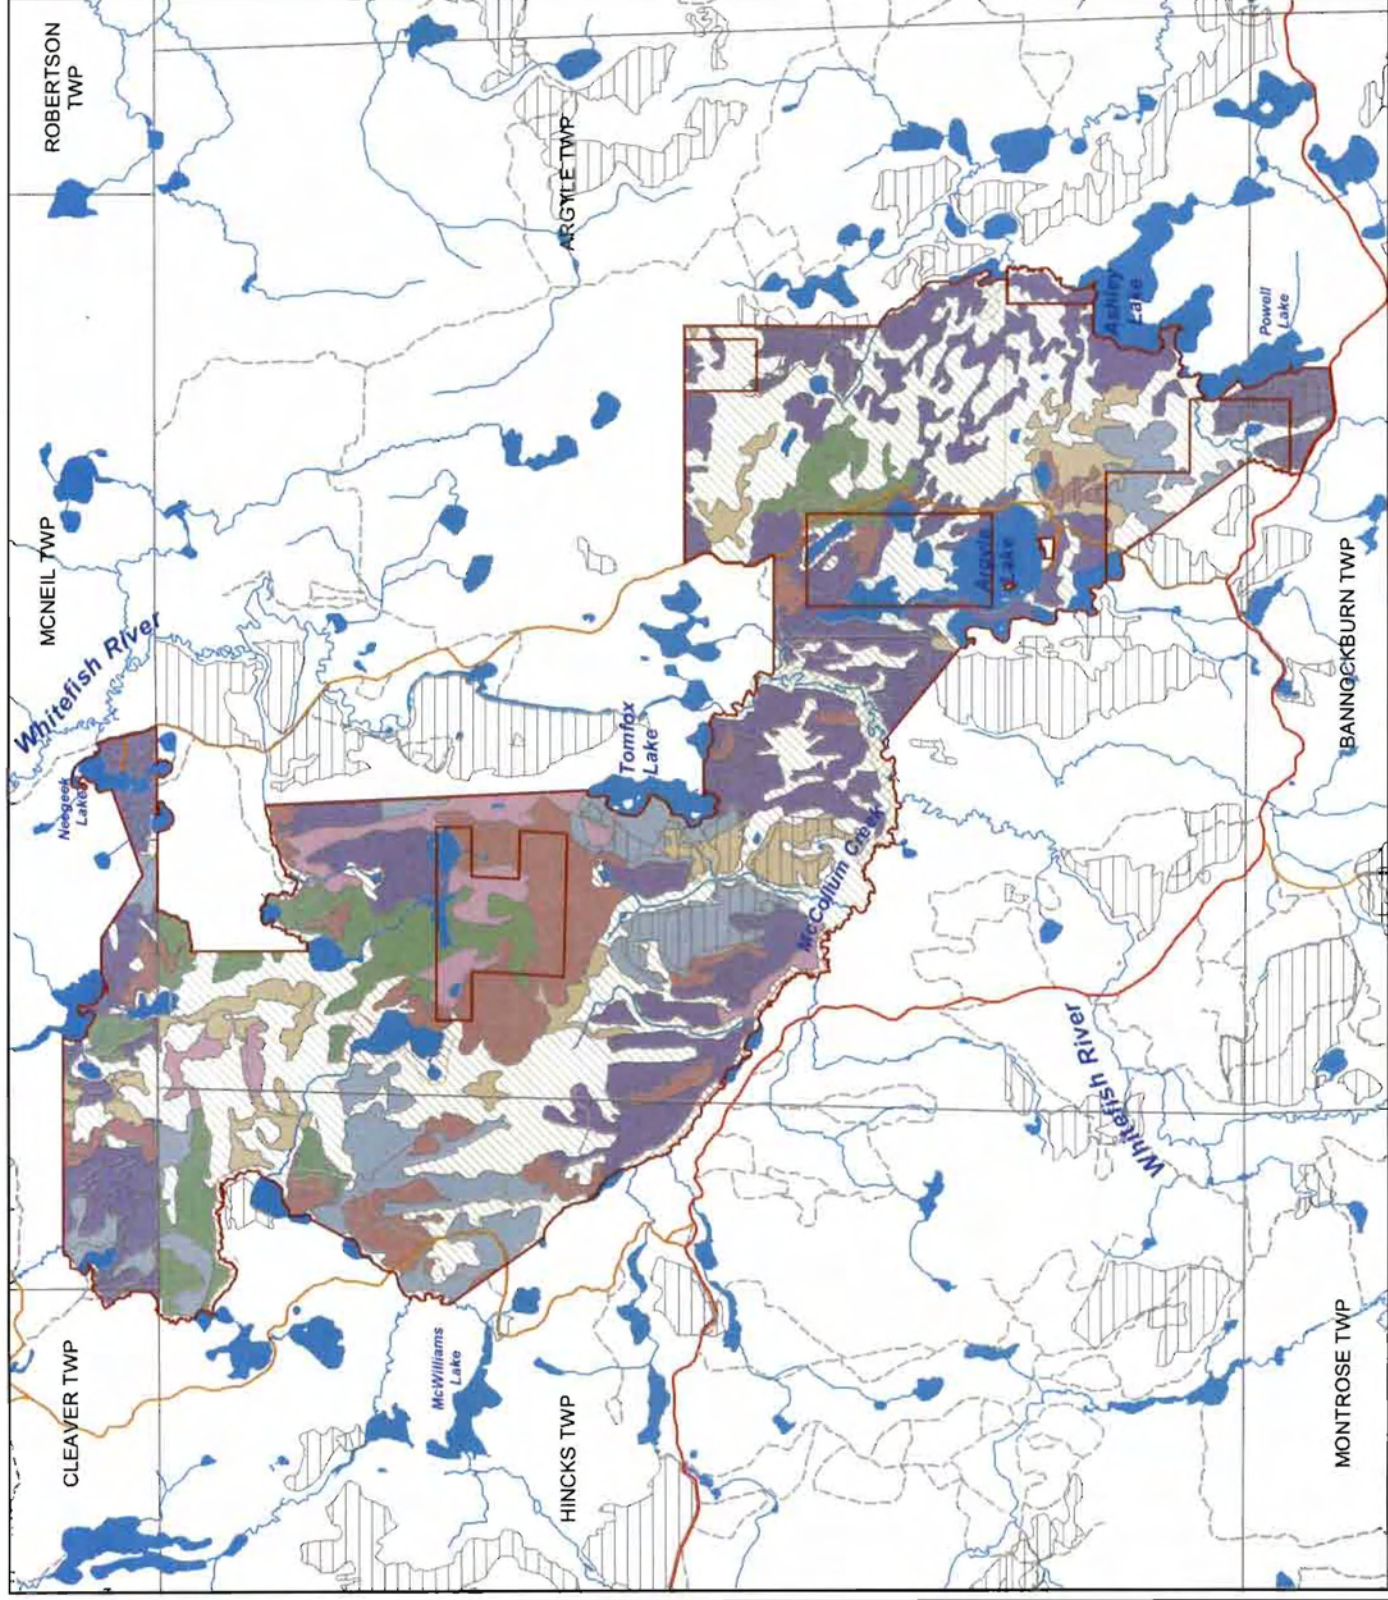 CLEAVER TWP
MCNEIL TWP
ROBERTSON
TWP
Whitefish River
Neegeek
Lake
McWilliams
Lake
HINCKS TWP
Tomfox
Lake
ARGYLE TWP
McCollum Creek
Argyle
Lake
Ashley
Lake
Whitefish River
Powell
Lake
MONTROSE TWP
BANNOCKBURN TWP